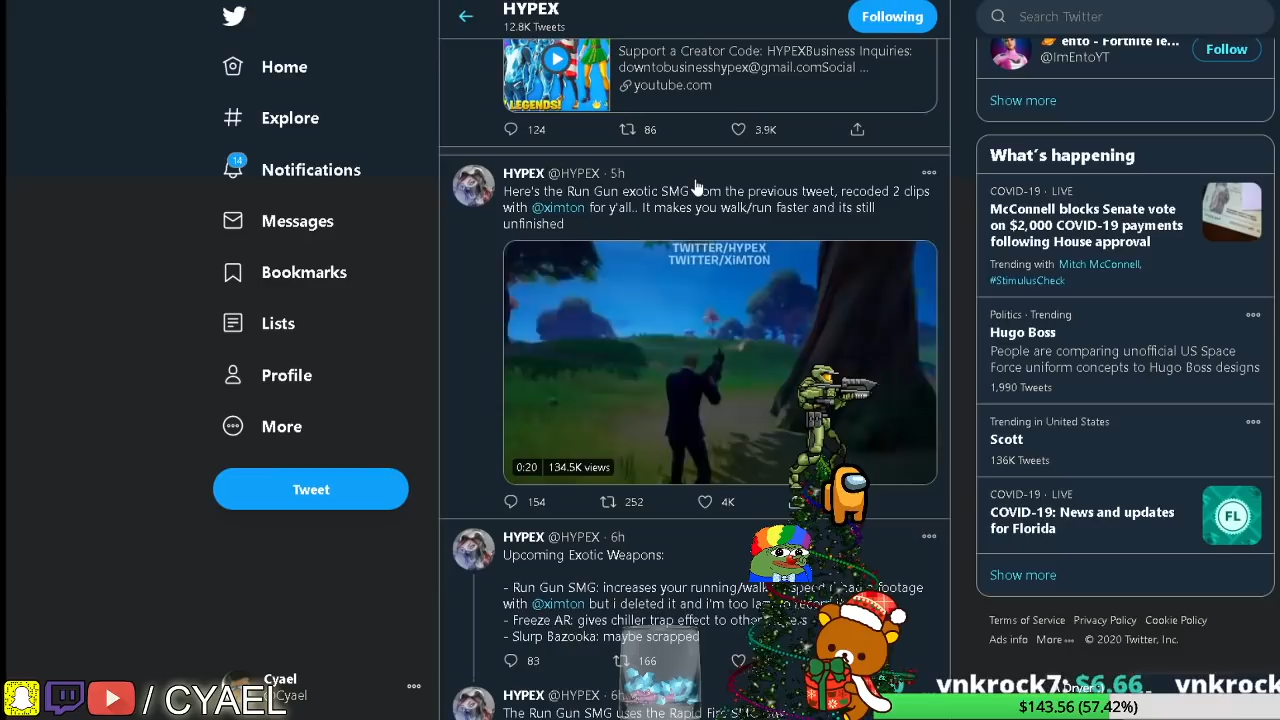 HYPEX
12.8K Tweets
Following
Search Twitter
Home
Explore
14
Notifications
Messages
Bookmarks
Lists
Profile
More
Tweet
Cyael
Support a Creator Code: HYPEXBusiness Inquiries:
downtobusinesshypex@gmail.comSocial ...
youtube.com
LEGENDS!
124 86 3.9K
HYPEX @HYPEX · 5h
Here's the Run Gun exotic SMG from the previous tweet, recoded 2 clips
with @ximton for y'all.. It makes you walk/run faster and its still
unfinished
TWITTER/HYPEX
TWITTER/XiMTON
0:20 134.5K views
154 252 4K
HYPEX @HYPEX · 6h
Upcoming Exotic Weapons:
- Run Gun SMG: increases your running/walk
footage
with @ximton but i deleted it and i'm too
- Freeze AR: gives chiller trap effect to
- Slurp Bazooka: maybe scrapped
83 166
HYPEX @HYPEX · 6h
The Run Gun SMG uses the Rapid Fire SMG
ento - Fortnite le...
@ImEntoYT
Follow
Show more
What's happening
COVID-19 · LIVE
McConnell blocks Senate vote
on $2,000 COVID-19 payments
following House approval
Trending with Mitch McConnell,
#StimulusCheck
Politics · Trending
Hugo Boss
People are comparing unofficial US Space
Force uniform concepts to Hugo Boss designs
1,990 Tweets
Trending in United States
Scott
136K Tweets
COVID-19 · LIVE
COVID-19: News and updates
for Florida
FL
Show more
Terms of Service Privacy Policy Cookie Policy
Ads info More © 2020 Twitter, Inc.
/ CYAEL
vnkrock7: $6.66 vnkrock
$143.56 (57.42%)